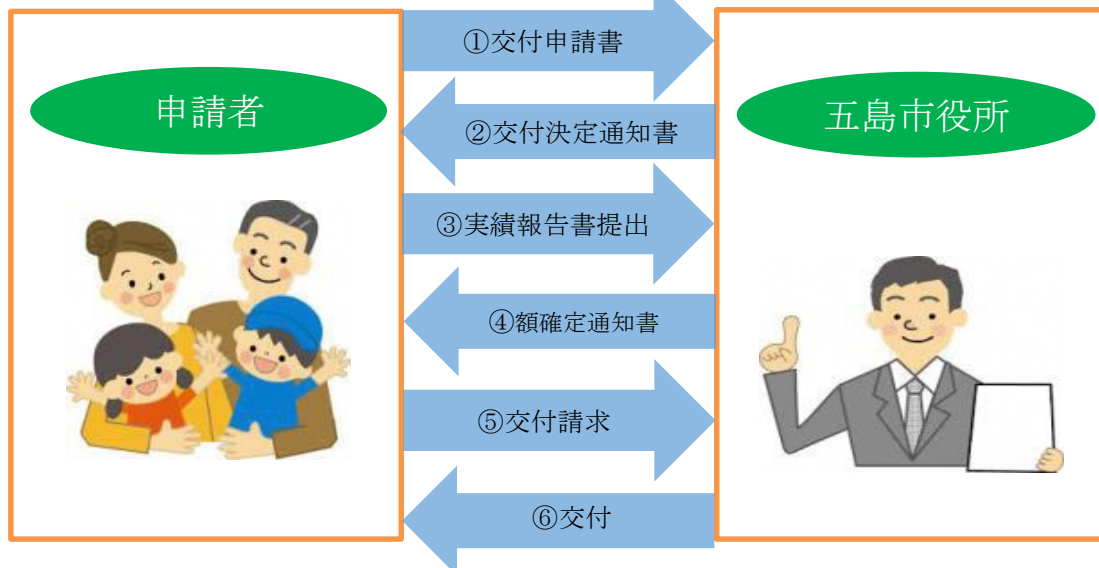 申請者
五島市役所
①交付申請書
②交付決定通知書
③実績報告書提出
④額確定通知書
⑤交付請求
⑥交付